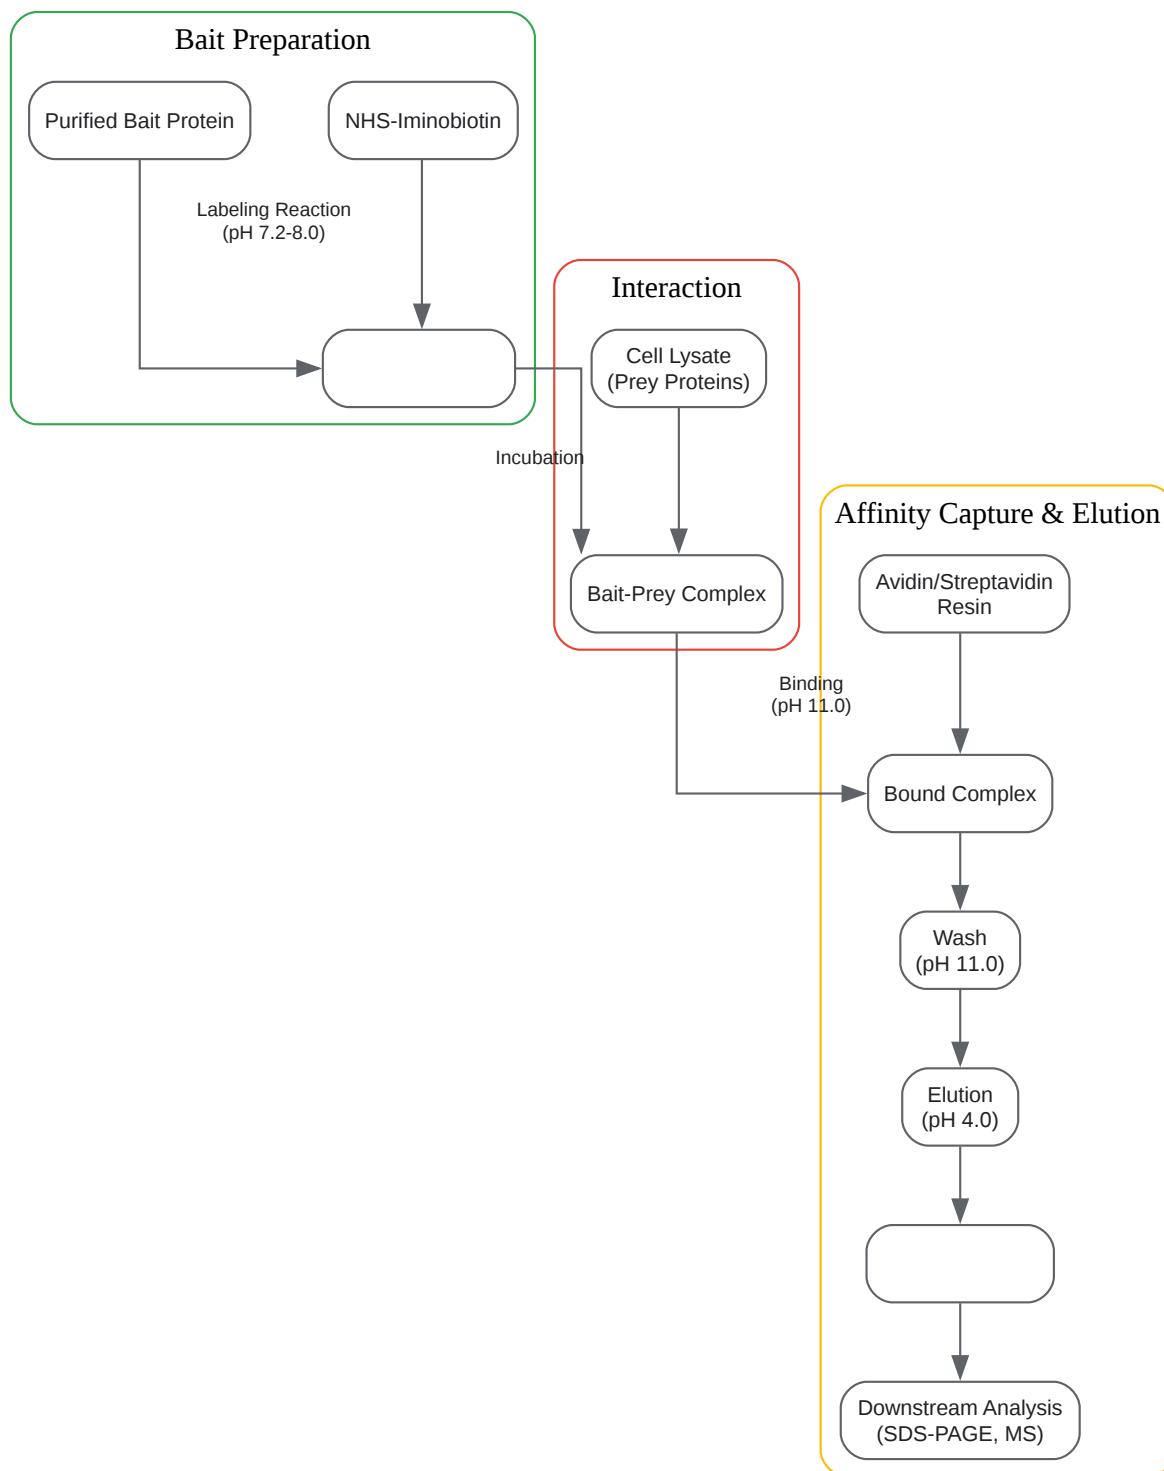 Bait Preparation
Purified Bait Protein
NHS-Iminobiotin
Labeling Reaction
(pH 7.2-8.0)
Interaction
Cell Lysate
(Prey Proteins)
Incubation
Bait-Prey Complex
Affinity Capture & Elution
Avidin/Streptavidin
Resin
Binding
(pH 11.0)
Bound Complex
Wash
(pH 11.0)
Elution
(pH 4.0)
Downstream Analysis
(SDS-PAGE, MS)